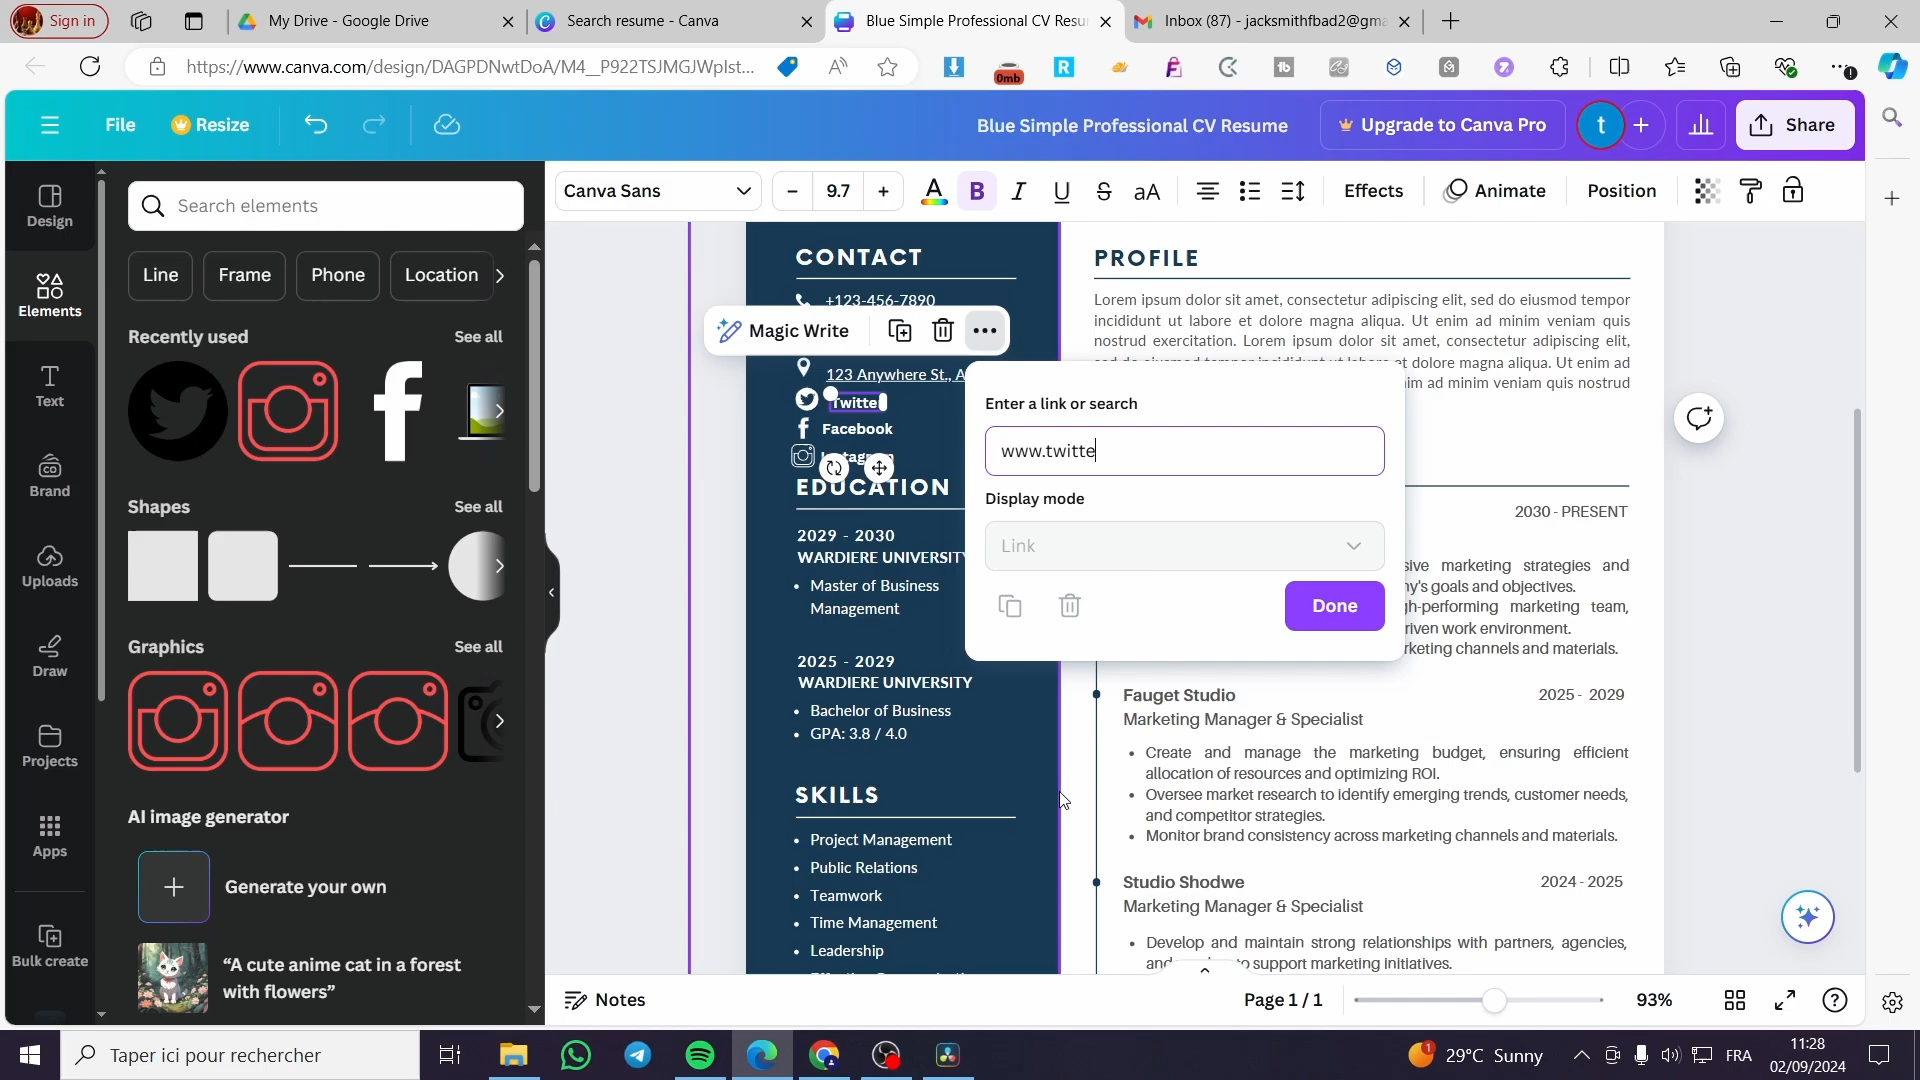 Sign in
My Drive - Google Drive
Search resume - Canva
Blue Simple Professional CV Resu
Inbox (87) - jacksmithfbad2@gma
https://www.canva.com/design/DAGPDNwtDoA/M4__P922TSJMGJWpIst...
0mb
File
Resize
Blue Simple Professional CV Resume
Upgrade to Canva Pro
t
Share
Design
Elements
Text
Brand
Uploads
Draw
Projects
Apps
Bulk create
Search elements
Line
Frame
Phone
Location
Recently used
See all
Shapes
See all
Graphics
See all
AI image generator
Generate your own
“A cute anime cat in a forest
with flowers”
Canva Sans
9.7
Effects
Animate
Position
CONTACT
+123-456-7890
Magic Write
123 Anywhere St., A
Twitter
Facebook
Instagram
EDUCATION
2029 - 2030
WARDIERE UNIVERSITY
Master of Business
Management
2025 - 2029
WARDIERE UNIVERSITY
Bachelor of Business
GPA: 3.8 / 4.0
SKILLS
Project Management
Public Relations
Teamwork
Time Management
Leadership
PROFILE
Lorem ipsum dolor sit amet, consectetur adipiscing elit, sed do eiusmod tempor
incididunt ut labore et dolore magna aliqua. Ut enim ad minim veniam quis
nostrud exercitation. Lorem ipsum dolor sit amet, consectetur adipiscing elit,
et dolore magna aliqua. Ut enim ad
nim ad minim veniam quis nostrud
Enter a link or search
www.twitte
Display mode
Link
Done
2030 - PRESENT
sive marketing strategies and
ny's goals and objectives.
gh-performing marketing team,
riven work environment.
rketing channels and materials.
Fauget Studio
2025 - 2029
Marketing Manager & Specialist
Create and manage the marketing budget, ensuring efficient
allocation of resources and optimizing ROI.
Oversee market research to identify emerging trends, customer needs,
and competitor strategies.
Monitor brand consistency across marketing channels and materials.
Studio Shodwe
2024 - 2025
Marketing Manager & Specialist
Develop and maintain strong relationships with partners, agencies,
to support marketing initiatives.
Notes
Page 1 / 1
93%
Taper ici pour rechercher
1
29°C Sunny
FRA
11:28
02/09/2024